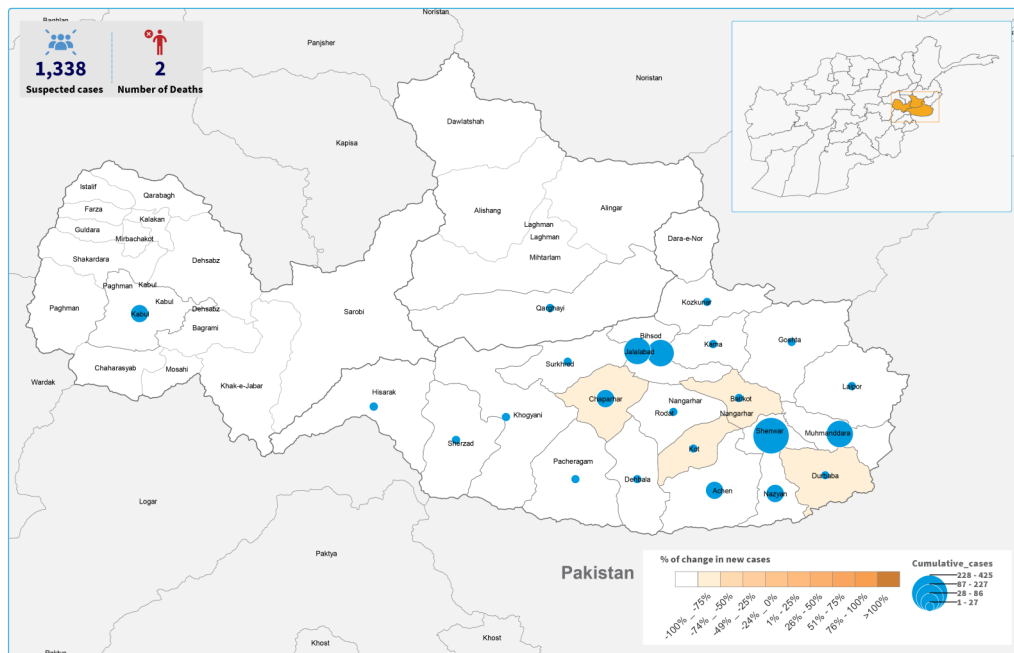 Baghlan
Noristan
Panjsher
Noristan
1,338
Suspected cases
2
Number of Deaths
Dawlatshah
Kapisa
Istalif
Qarabagh
Farza
Kalakan
Guldara
Mirbachakot
Shakardara
Dehsabz
Alishang
Alingar
Laghman
Laghman
Mihtarlam
Dara-e-Nor
Paghman
Kabul
Paghman
Kabul
Kabul
Dehsabz
Bagrami
Sarobi
Qarghayi
Kozkunar
Bihsod
Jalalabad
Kama
Goshta
Surkhrod
Chaharasyab
Mosahi
Wardak
Khak-e-Jabar
Hisarak
Lalpor
Chaparhar
Nangarhar
Batikot
Rodat
Nangarhar
Khogyani
Sherzad
Shenwar
Muhmanddara
Kot
Pacheragam
Dehbala
Achen
Nazyan
Durbaba
Logar
Paktya
Pakistan
Khost
Khost
Paktya
% of change in new cases
-100% – -75%
-74% – -50%
-49% – -25%
-24% – 0%
1% - 25%
26% - 50%
51% - 75%
76% - 100%
>100%
Cumulative_cases
228 - 425
87 - 227
28 - 86
1 - 27